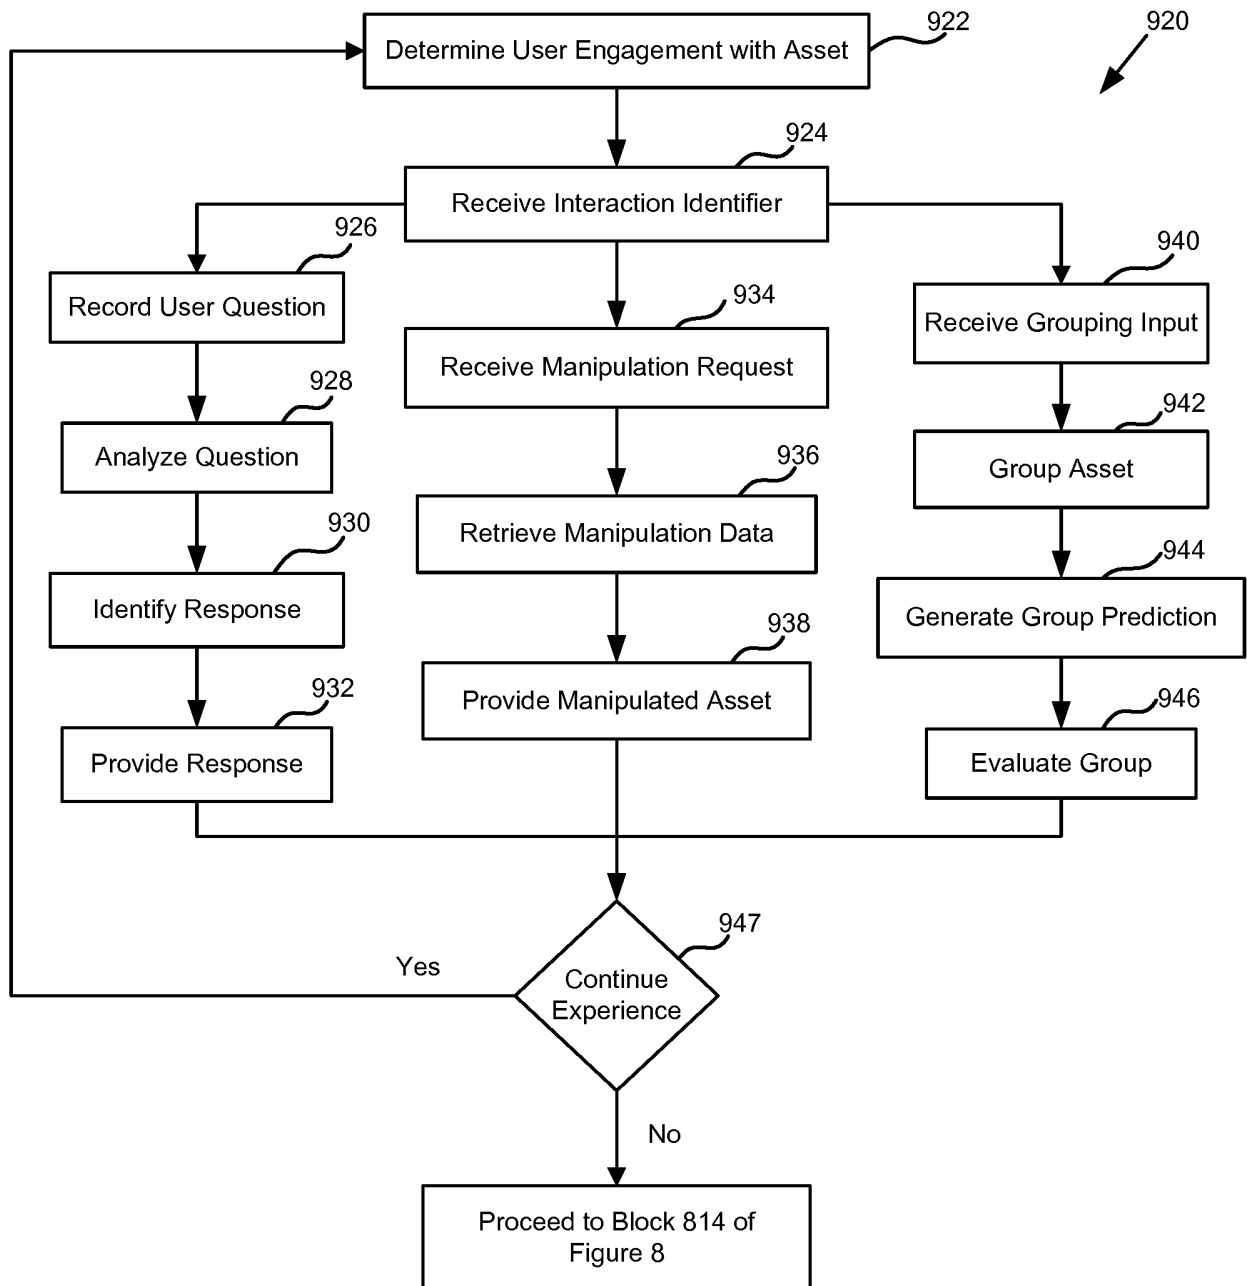 922
920
Determine User Engagement with Asset
924
Receive Interaction Identifier
926
Record User Question
928
Analyze Question
930
Identify Response
932
Provide Response
934
Receive Manipulation Request
936
Retrieve Manipulation Data
938
Provide Manipulated Asset
940
Receive Grouping Input
942
Group Asset
944
Generate Group Prediction
946
Evaluate Group
947
Continue
Experience
Yes
No
Proceed to Block 814 of
Figure 8